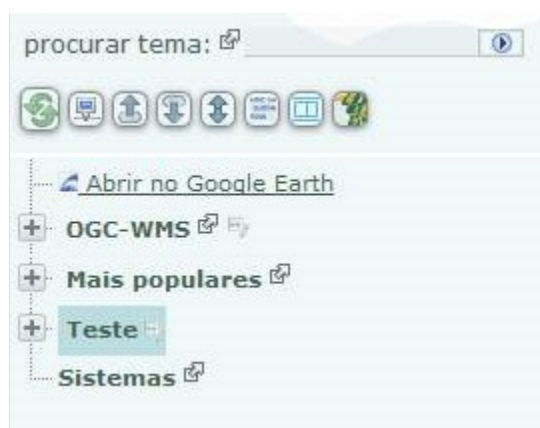 procurar tema:
Abrir no Google Earth
OGC-WMS
Mais populares
Teste
Sistemas